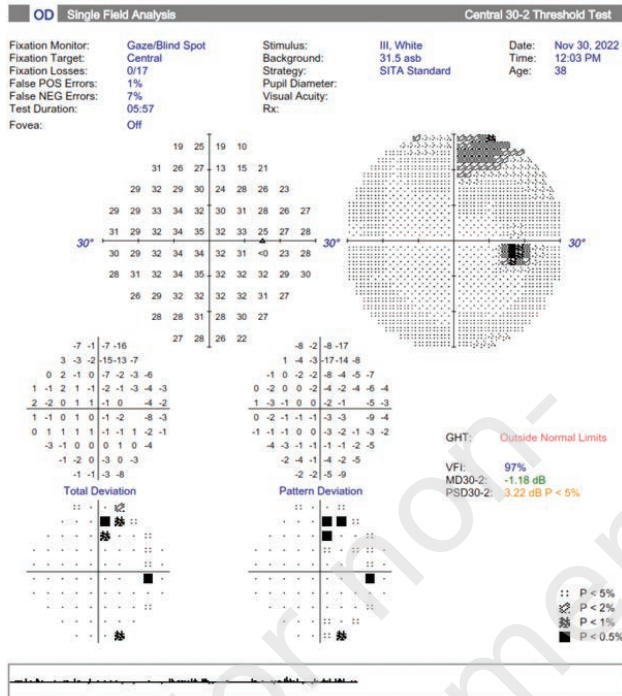 OD Single Field Analysis Central 30-2 Threshold Test
Fixation Monitor: Gaze/Blind Spot Stimulus: III, White Date: Nov 30, 2022
Fixation Target: Central Background: 31.5 asb Time: 12:03 PM
Fixation Losses: 0/17 Strategy: SITA Standard Age: 38
False POS Errors: 1% Pupil Diameter:
False NEG Errors: 7% Visual Acuity:
Test Duration: 05:57 Rx:
Fovea: Off
19 25 19 10
31 26 27 13 15 21
29 32 29 30 24 28 26 23
29 29 33 34 32 30 31 28 26 27
31 29 32 34 35 32 33 25 27 28
30° 30° 30°
30 29 34 34 32 31 <0 23 28
28 31 32 34 35 32 32 32 29 30
26 29 32 32 32 32 31 27
28 28 31 28 30 27
27 28 26 22
-7 -1 -7 -16 -8 -2 -8 -17
3 -3 -2 -15 -13 -7 1 -4 -3 -17 -14 -8
0 2 -1 0 -7 -2 -3 -6 -1 0 -2 -2 -8 -4 -5 -7
1 -1 2 1 -1 -2 0 -3 -4 -3 0 -2 0 0 -2 -4 -2 -4 -6 -4
2 -2 0 1 1 -1 0 -4 -2 0 -3 -1 0 0 -2 -1 -5 -3
1 -1 0 1 0 -1 -2 -8 -3 0 -2 -1 -1 -1 -3 -3 -9 -4
0 1 1 1 1 -1 -1 0 -1 0 -1 -1 -1 0 0 -3 -2 -1 -2 -2
-3 -1 0 0 0 1 0 -4 -4 -3 -1 -1 -1 -1 -2 -5
-1 -2 0 -3 0 -2 -2 -4 -1 -4 -2 -5
-1 -1 -3 -8 -2 -2 -5 -9
GHT: Outside Normal Limits
VFI: 97%
MD30-2: -1.18 dB
PSD30-2: 3.22 dB P < 5%
Total Deviation Pattern Deviation
P < 5%
P < 2%
P < 1%
P < 0.5%